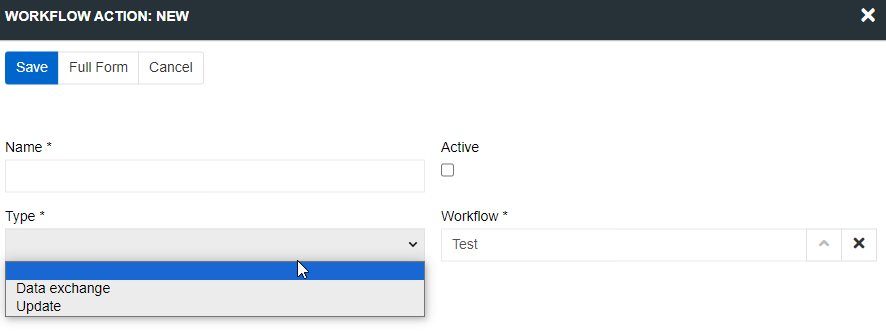 WORKFLOW ACTION: NEW
Save Full Form Cancel
Name * Active
Type * Workflow *
Test
Data exchange
Update